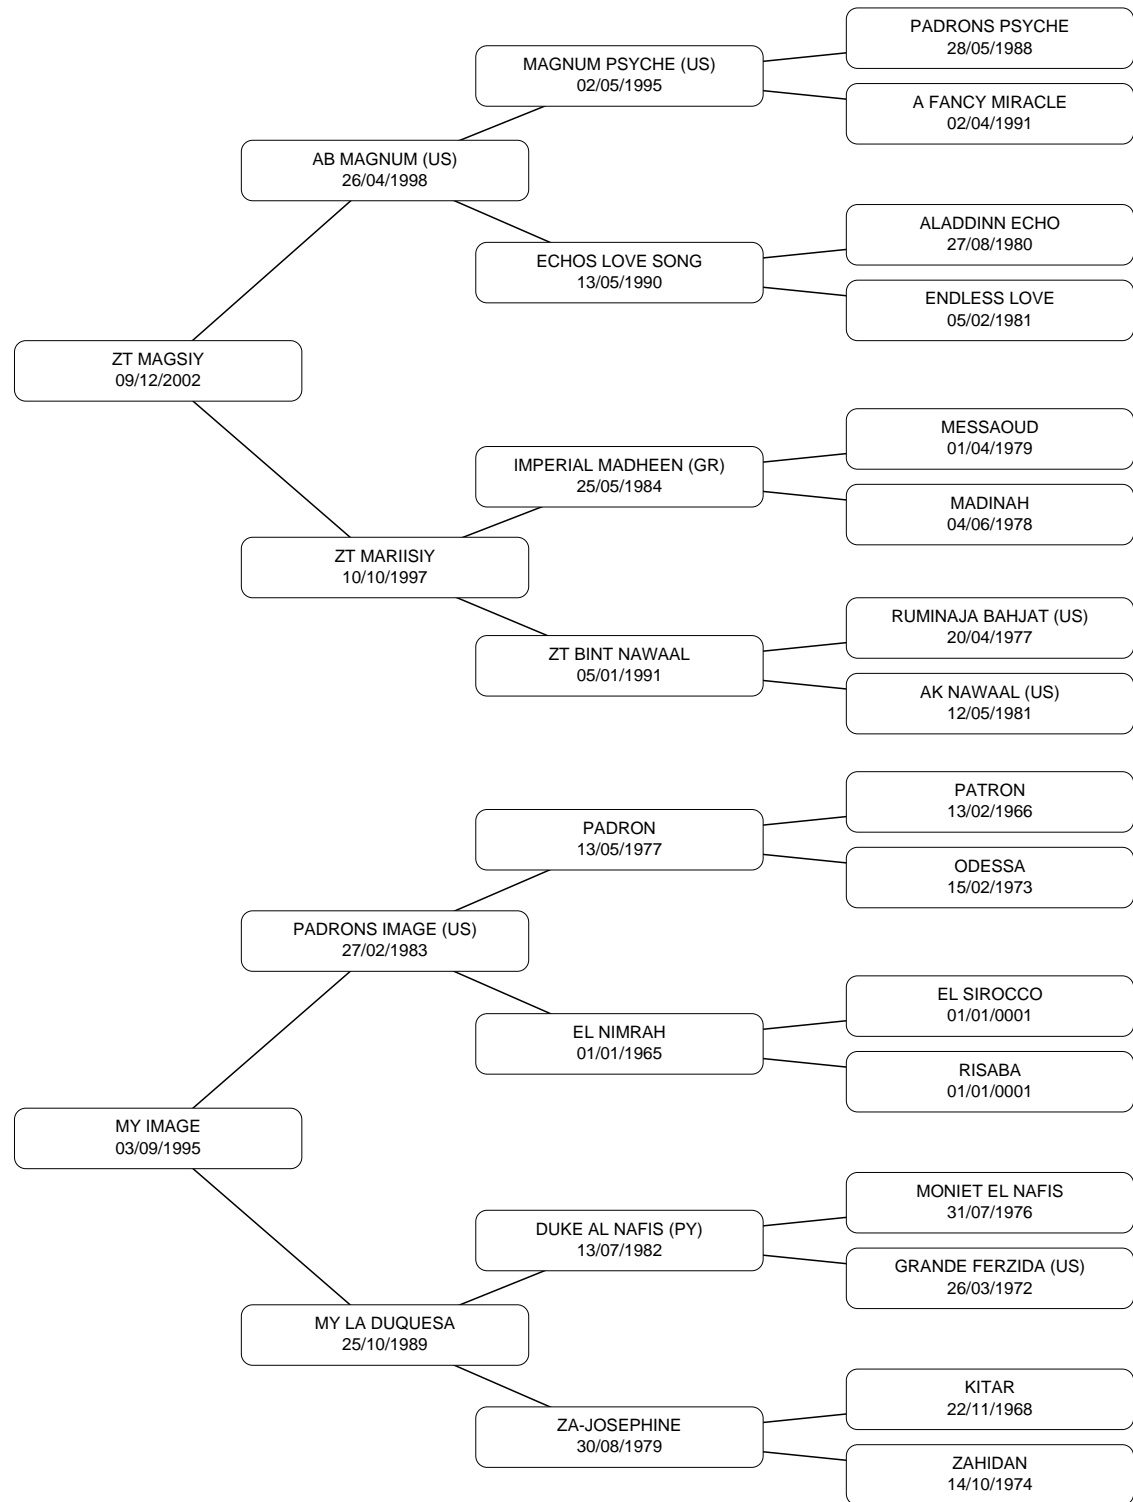 PADRONS PSYCHE
28/05/1988
MAGNUM PSYCHE (US)
02/05/1995
A FANCY MIRACLE
02/04/1991
AB MAGNUM (US)
26/04/1998
ALADDINN ECHO
27/08/1980
ECHOS LOVE SONG
13/05/1990
ENDLESS LOVE
05/02/1981
ZT MAGSIY
09/12/2002
MESSAOUD
01/04/1979
IMPERIAL MADHEEN (GR)
25/05/1984
MADINAH
04/06/1978
ZT MARIISIY
10/10/1997
RUMINAJA BAHJAT (US)
20/04/1977
ZT BINT NAWAAL
05/01/1991
AK NAWAAL (US)
12/05/1981
PATRON
13/02/1966
PADRON
13/05/1977
ODESSA
15/02/1973
PADRONS IMAGE (US)
27/02/1983
EL SIROCCO
01/01/0001
EL NIMRAH
01/01/1965
RISABA
01/01/0001
MY IMAGE
03/09/1995
MONIET EL NAFIS
31/07/1976
DUKE AL NAFIS (PY)
13/07/1982
GRANDE FERZIDA (US)
26/03/1972
MY LA DUQUESA
25/10/1989
KITAR
22/11/1968
ZA-JOSEPHINE
30/08/1979
ZAHIDAN
14/10/1974